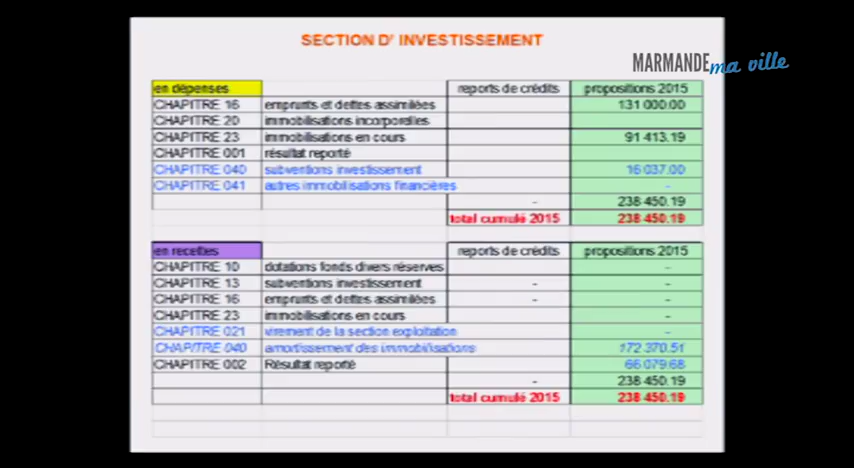 SECTION D' INVESTISSEMENT
MARMANDE ma ville
en dépenses reports de crédits propositions 2015
CHAPITRE 16 emprunts et dettes assimilées 131 000.00
CHAPITRE 20 immobilisations incorporelles
CHAPITRE 23 immobilisations en cours 91 413.19
CHAPITRE 001 résultat reporté
CHAPITRE 040 subventions investissement 16 037.00
CHAPITRE 041 autres immobilisations financières -
- 238 450.19
total cumulé 2015 238 450.19
en recettes reports de crédits propositions 2015
CHAPITRE 10 dotations fonds divers réserves -
CHAPITRE 13 subventions investissement - -
CHAPITRE 16 emprunts et dettes assimilées - -
CHAPITRE 23 immobilisations en cours -
CHAPITRE 021 virement de la section exploitation -
CHAPITRE 040 amortissement des immobilisations 172 370.51
CHAPITRE 002 Résultat reporté 66 079.68
- 238 450.19
total cumulé 2015 238 450.19